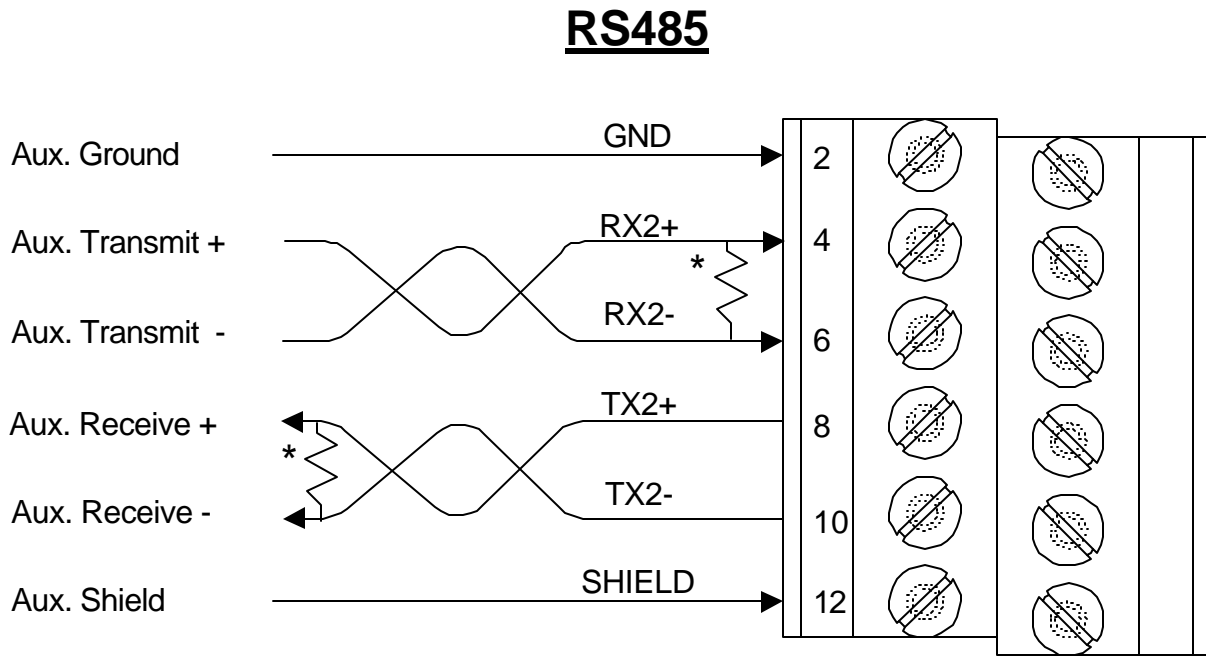 RS485
Aux. Ground GND 2
Aux. Transmit + RX2+ 4
*
Aux. Transmit - RX2- 6
Aux. Receive + TX2+ 8
*
Aux. Receive - TX2- 10
Aux. Shield SHIELD 12